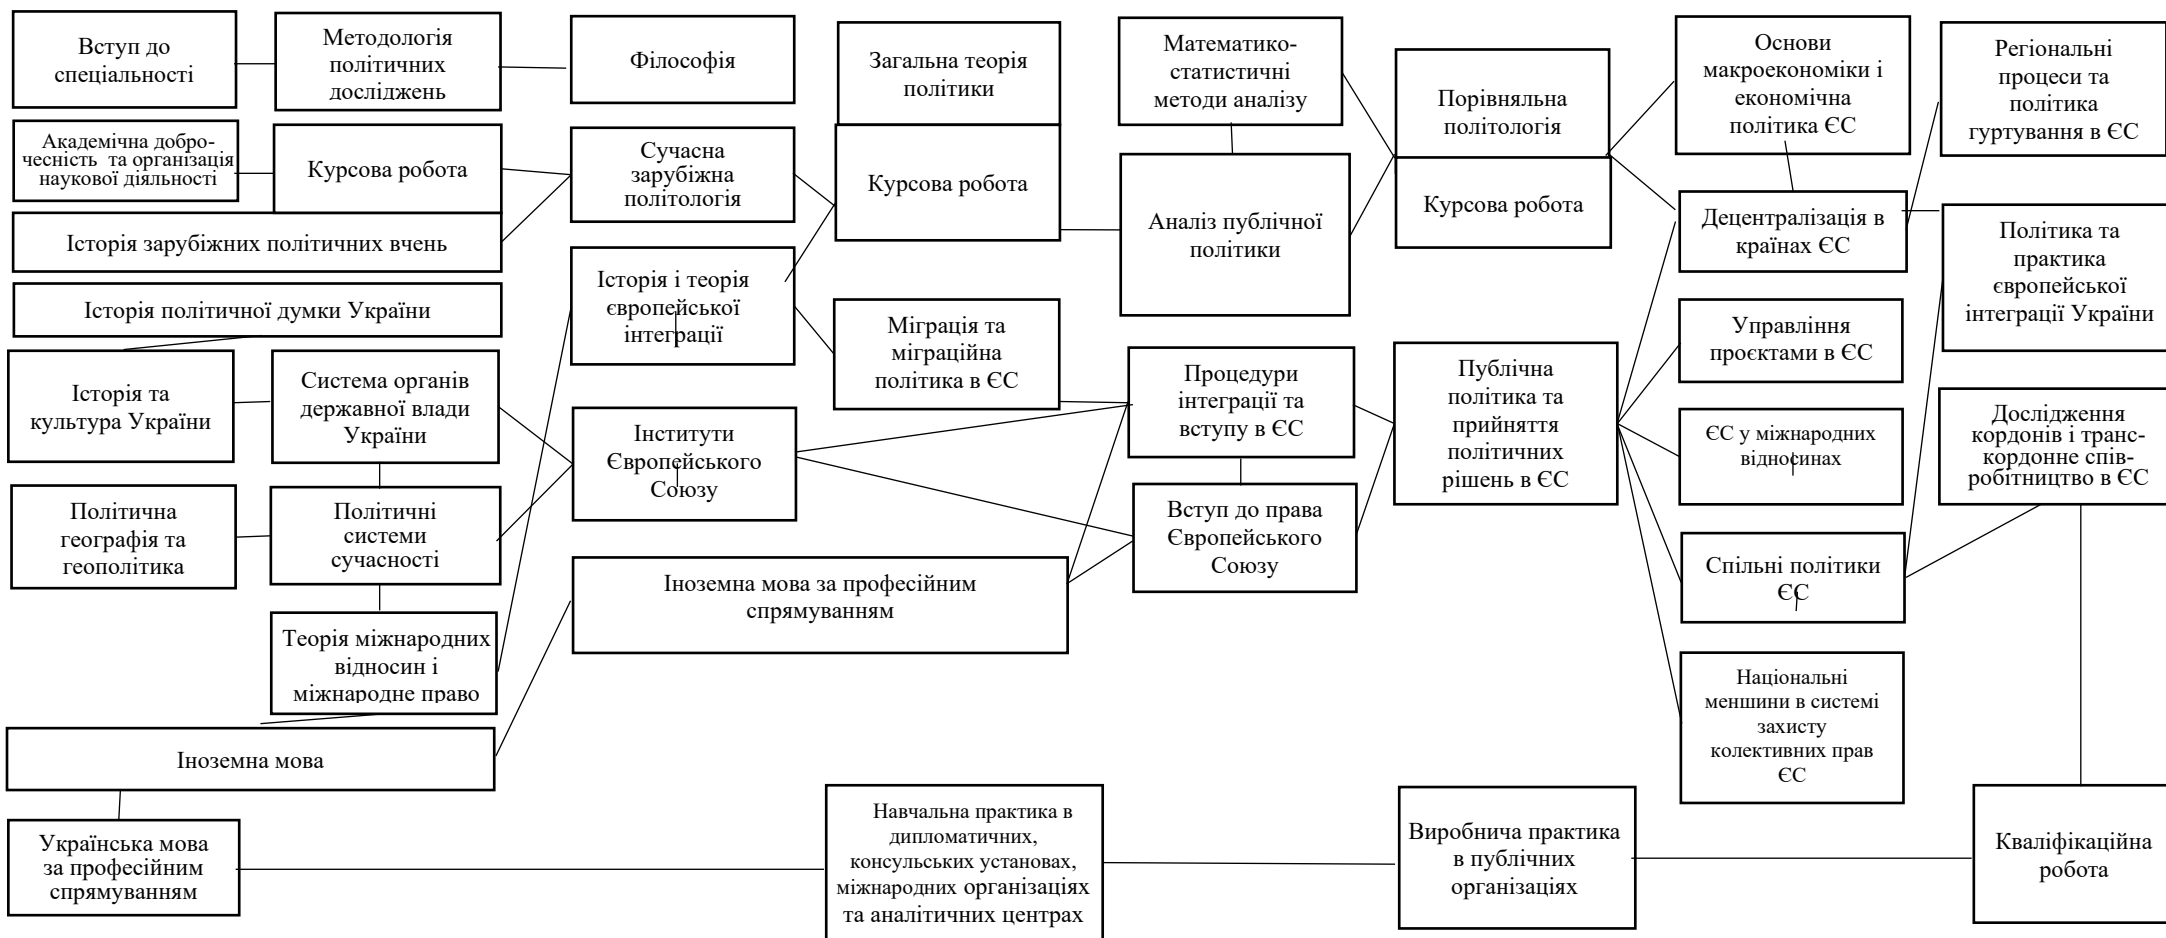 Вступ до
спеціальності
Методологія
політичних
досліджень
Філософія
Загальна теорія
політики
Математико-
статистичні
методи аналізу
Порівняльна
політологія
Основи
макроекономіки і
економічна
політика ЄС
Регіональні
процеси та
політика
гуртування в ЄС
Академічна добро-
чесність та організація
наукової діяльності
Курсова робота
Сучасна
зарубіжна
політологія
Курсова робота
Аналіз публічної
політики
Курсова робота
Децентралізація в
країнах ЄС
Політика та
практика
європейської
інтеграції України
Історія зарубіжних політичних вчень
Історія політичної думки України
Історія і теорія
європейської
інтеграції
Міграція та
міграційна
політика в ЄС
Процедури
інтеграції та
вступу в ЄС
Публічна
політика та
прийняття
політичних
рішень в ЄС
Управління
проєктами в ЄС
Історія та
культура України
Система органів
державної влади
України
Інститути
Європейського
Союзу
ЄС у міжнародних
відносинах
Дослідження
кордонів і транс-
кордонне спів-
робітництво в ЄС
Політична
географія та
геополітика
Політичні
системи
сучасності
Вступ до права
Європейського
Союзу
Спільні політики
ЄС
Іноземна мова за професійним
спрямуванням
Теорія міжнародних
відносин і
міжнародне право
Національні
меншини в системі
захисту
колективних прав
ЄС
Іноземна мова
Українська мова
за професійним
спрямуванням
Навчальна практика в
дипломатичних,
консульських установах,
міжнародних організаціях
та аналітичних центрах
Виробнича практика
в публічних
організаціях
Кваліфікаційна
робота